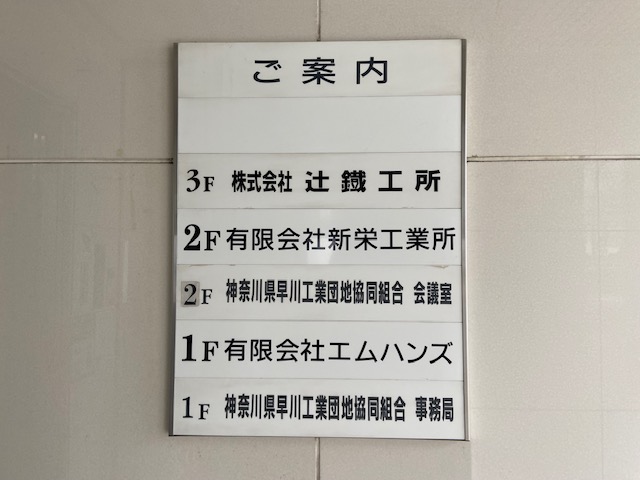 ご案内
3F 株式会社 辻鐵工所
2F 有限会社新栄工業所
2F 神奈川県早川工業団地協同組合 会議室
1F 有限会社エムハンズ
1F 神奈川県早川工業団地協同組合 事務局